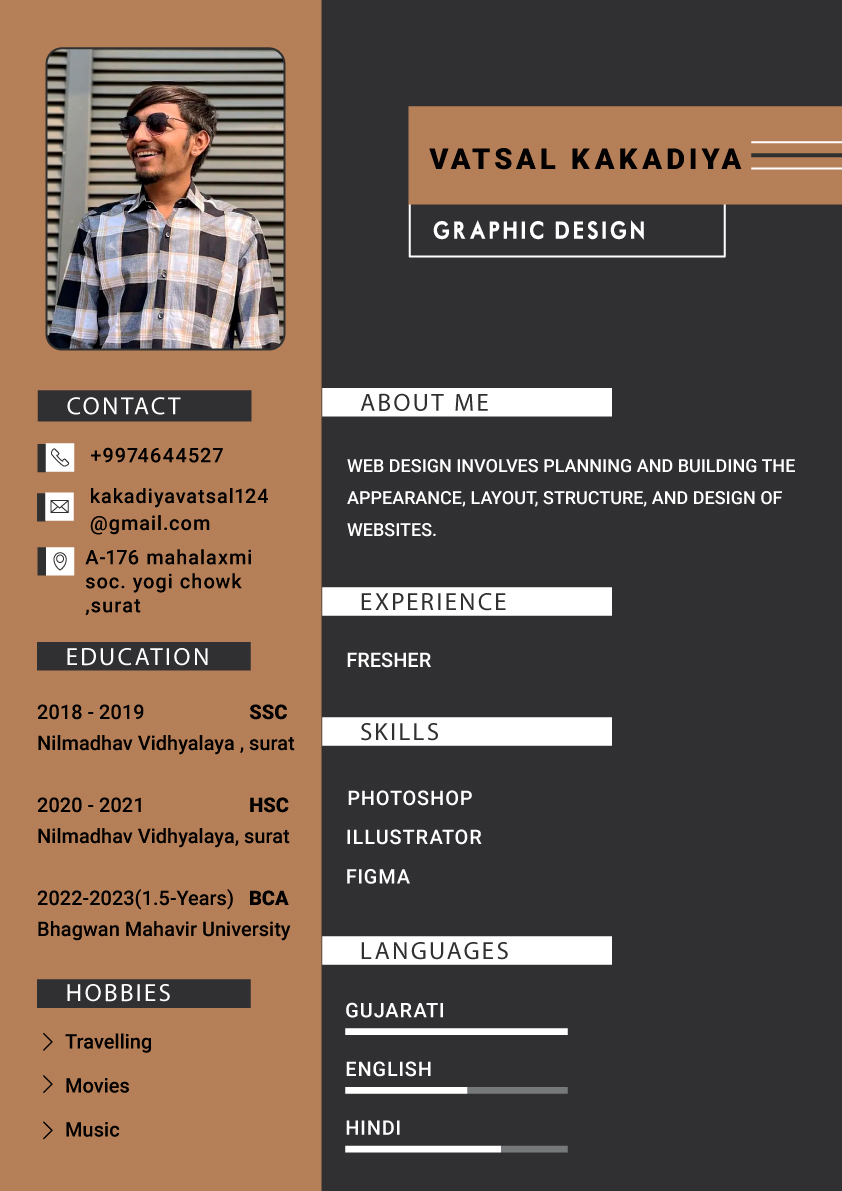 VATSAL KAKADIYA
GRAPHIC DESIGN
CONTACT
+9974644527
kakadiyavatsal124
@gmail.com
A-176 mahalaxmi
soc. yogi chowk
,surat
EDUCATION
2018 - 2019 SSC
Nilmadhav Vidhyalaya , surat
2020 - 2021 HSC
Nilmadhav Vidhyalaya, surat
2022-2023(1.5-Years) BCA
Bhagwan Mahavir University
HOBBIES
Travelling
Movies
Music
ABOUT ME
WEB DESIGN INVOLVES PLANNING AND BUILDING THE
APPEARANCE, LAYOUT, STRUCTURE, AND DESIGN OF
WEBSITES.
EXPERIENCE
FRESHER
SKILLS
PHOTOSHOP
ILLUSTRATOR
FIGMA
LANGUAGES
GUJARATI
ENGLISH
HINDI